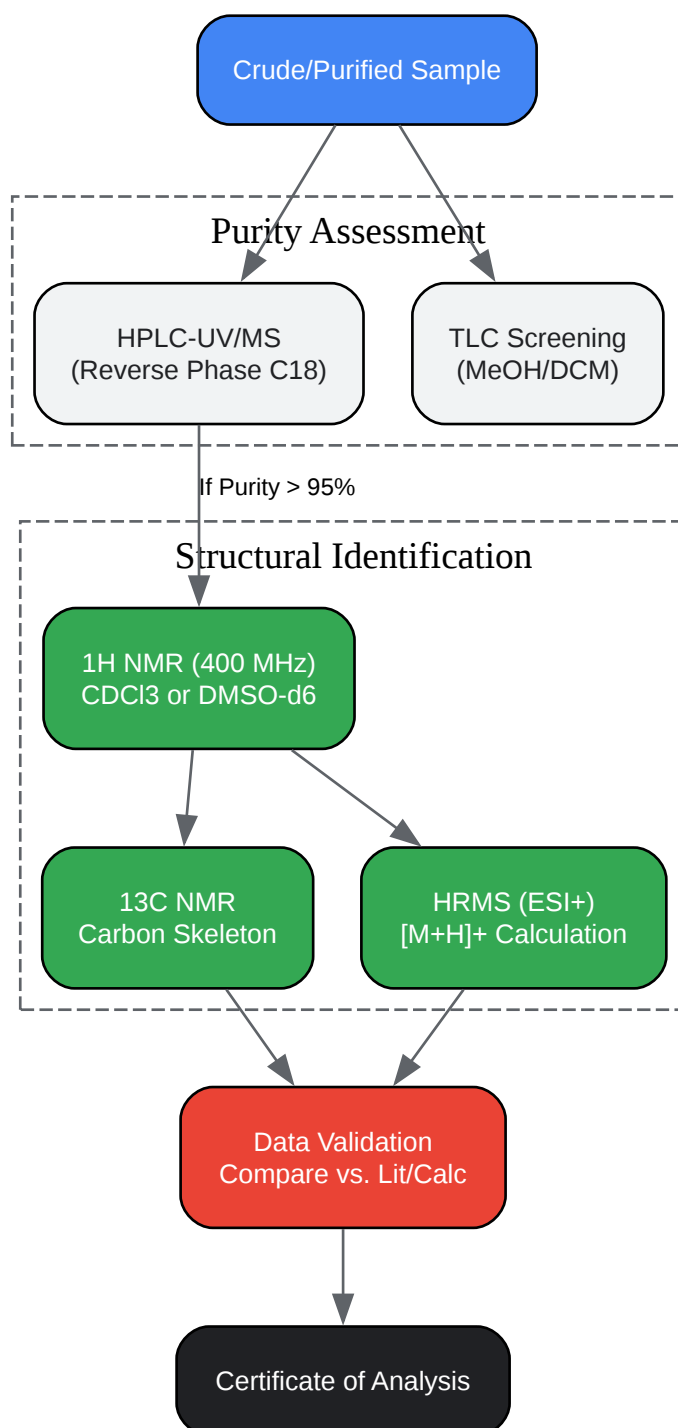 Crude/Purified Sample
Purity Assessment
HPLC-UV/MS
(Reverse Phase C18)
TLC Screening
(MeOH/DCM)
If Purity > 95%
Structural Identification
1H NMR (400 MHz)
CDCl3 or DMSO-d6
13C NMR
Carbon Skeleton
HRMS (ESI+)
[M+H]+ Calculation
Data Validation
Compare vs. Lit/Calc
Certificate of Analysis